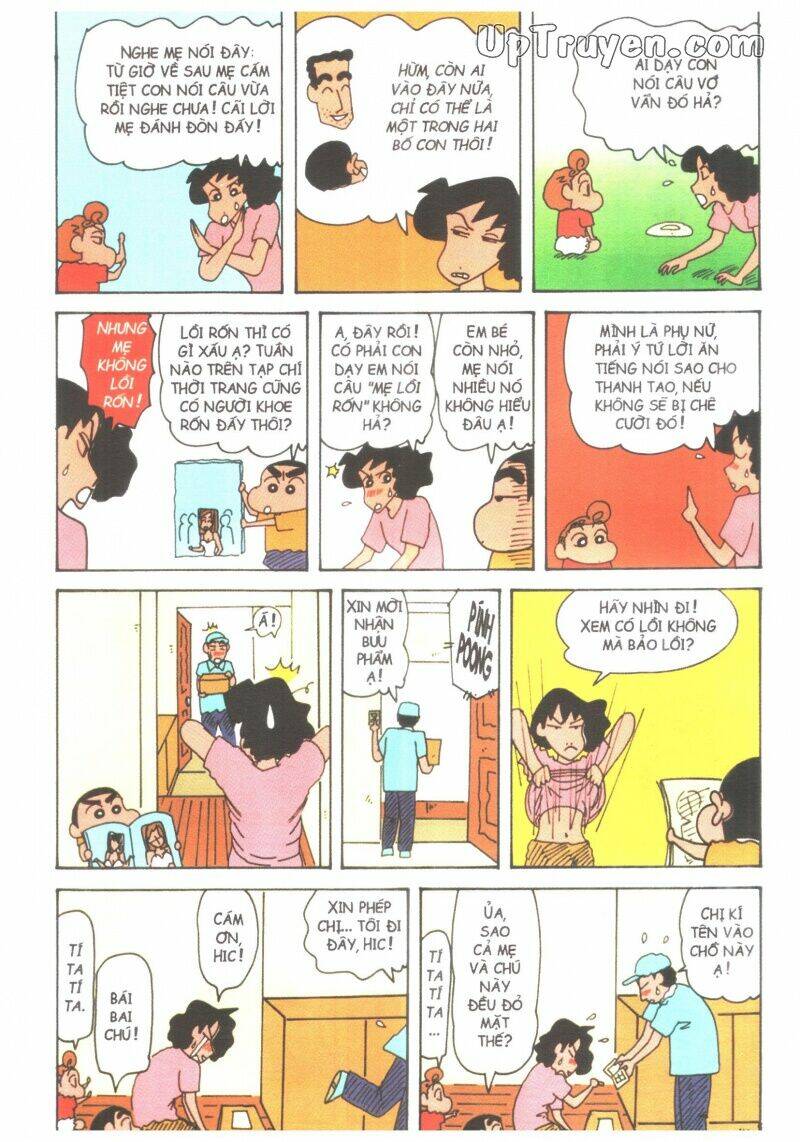 UpTruyen.com
AI DẠY CON
NÓI CÂU VỚ
VẨN ĐÓ HẢ?
HỪM, CÒN AI
VÀO ĐÂY NỮA,
CHỈ CÓ THỂ LÀ
MỘT TRONG HAI
BỐ CON THÔI!
NGHE MẸ NÓI ĐÂY:
TỪ GIỜ VỀ SAU MẸ CẤM
TIỆT CON NÓI CÂU VỪA
RỒI NGHE CHƯA! CÃI LỜI
MẸ ĐÁNH ĐÒN ĐẤY!
MÌNH LÀ PHỤ NỮ,
PHẢI Ý TỨ LỜI ĂN
TIẾNG NÓI SAO CHO
THANH TAO, NẾU
KHÔNG SẼ BỊ CHÊ
CƯỜI ĐÓ!
EM BÉ
CÒN NHỎ,
MẸ NÓI
NHIỀU NÓ
KHÔNG HIỂU
ĐÂU Ạ!
A, ĐÂY RỒI!
CÓ PHẢI CON
DẠY EM NÓI
CÂU "MẸ LỒI
RỐN" KHÔNG
HẢ?
LỒI RỐN THÌ CÓ
GÌ XẤU Ạ? TUẦN
NÀO TRÊN TẠP CHÍ
THỜI TRANG CŨNG
CÓ NGƯỜI KHOE
RỐN ĐẤY THÔI?
NHƯNG
MẸ
KHÔNG
LỒI
RỐN!
HÃY NHÌN ĐI!
XEM CÓ LỒI KHÔNG
MÀ BẢO LỒI?
PÍNH
POONG
XIN MỜI
NHẬN
BƯU
PHẨM
Ạ!
Á!
CHỊ KÍ
TÊN VÀO
CHỖ NÀY
Ạ!
ỦA,
SAO
CẢ MẸ
VÀ CHÚ
NÀY
ĐỀU ĐỎ
MẶT
THẾ?
TÍ
TA
TÍ
TA
...
XIN PHÉP
CHỊ... TÔI ĐI
ĐÂY, HIC!
CÁM
ƠN,
HIC!
BÁI
BAI
CHÚ!
TÍ
TA
TÍ
TA.